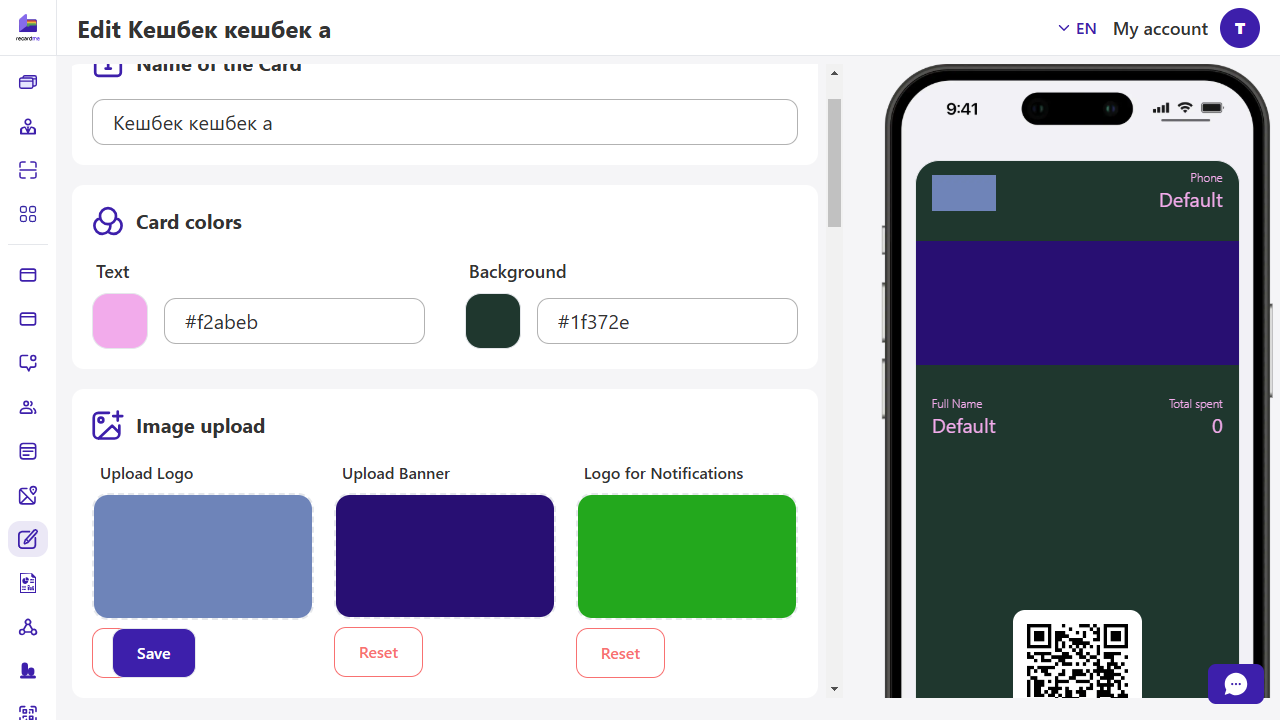 recardme
Edit Кешбек кешбек а
EN
My account
T
Name of the Card
Кешбек кешбек а
Card colors
Text
Background
#f2abeb
#1f372e
Image upload
Upload Logo
Upload Banner
Logo for Notifications
Save
Reset
Reset
9:41
Phone
Default
Full Name
Total spent
Default
0